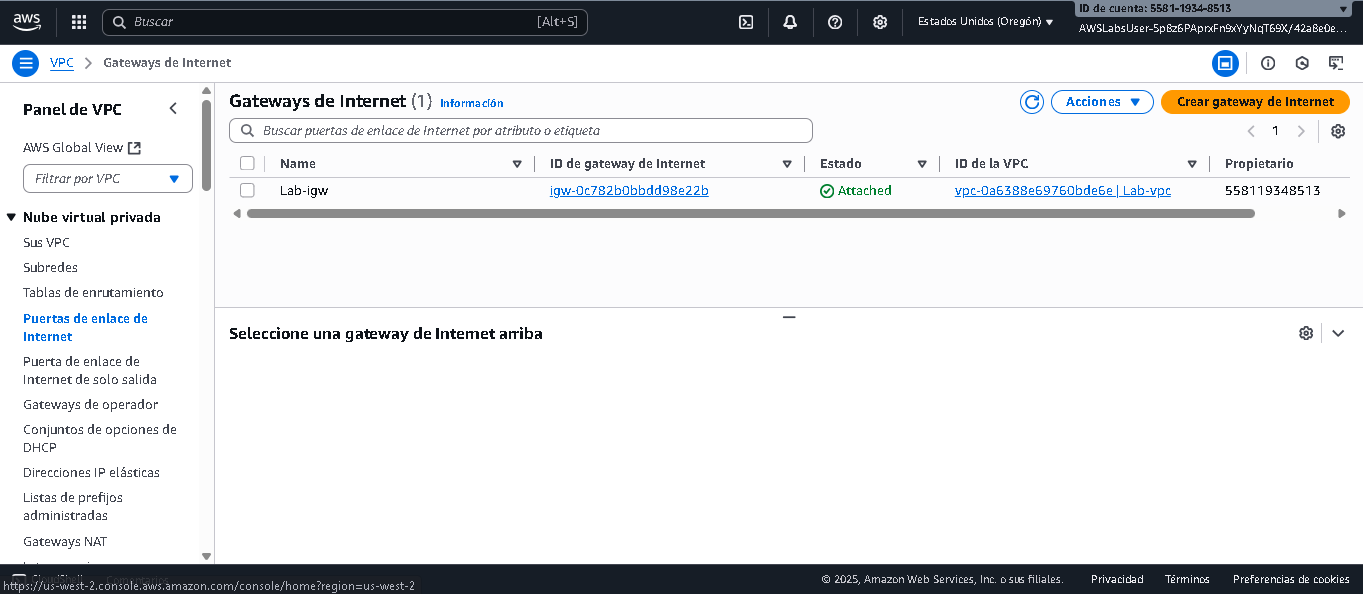 aws
Buscar [Alt+S]
Estados Unidos (Oregón)
ID de cuenta: 5581-1934-8513
AWSLabsUser-5p8z6PAprxFn9xYyNqT69X/42a8e0e...
VPC > Gateways de Internet
Panel de VPC
AWS Global View
Filtrar por VPC
Nube virtual privada
Sus VPC
Subredes
Tablas de enrutamiento
Puertas de enlace de
Internet
Puerta de enlace de
Internet de solo salida
Gateways de operador
Conjuntos de opciones de
DHCP
Direcciones IP elásticas
Listas de prefijos
administradas
Gateways NAT
Gateways de Internet (1) Información
Acciones
Crear gateway de Internet
Buscar puertas de enlace de Internet por atributo o etiqueta
1
Name ID de gateway de Internet Estado ID de la VPC Propietario
Lab-igw igw-0c782b0bbdd98e22b Attached vpc-0a6388e69760bde6e | Lab-vpc 558119348513
Seleccione una gateway de Internet arriba
https://us-west-2.console.aws.amazon.com/console/home?region=us-west-2
© 2025, Amazon Web Services, Inc. o sus filiales. Privacidad Términos Preferencias de cookies